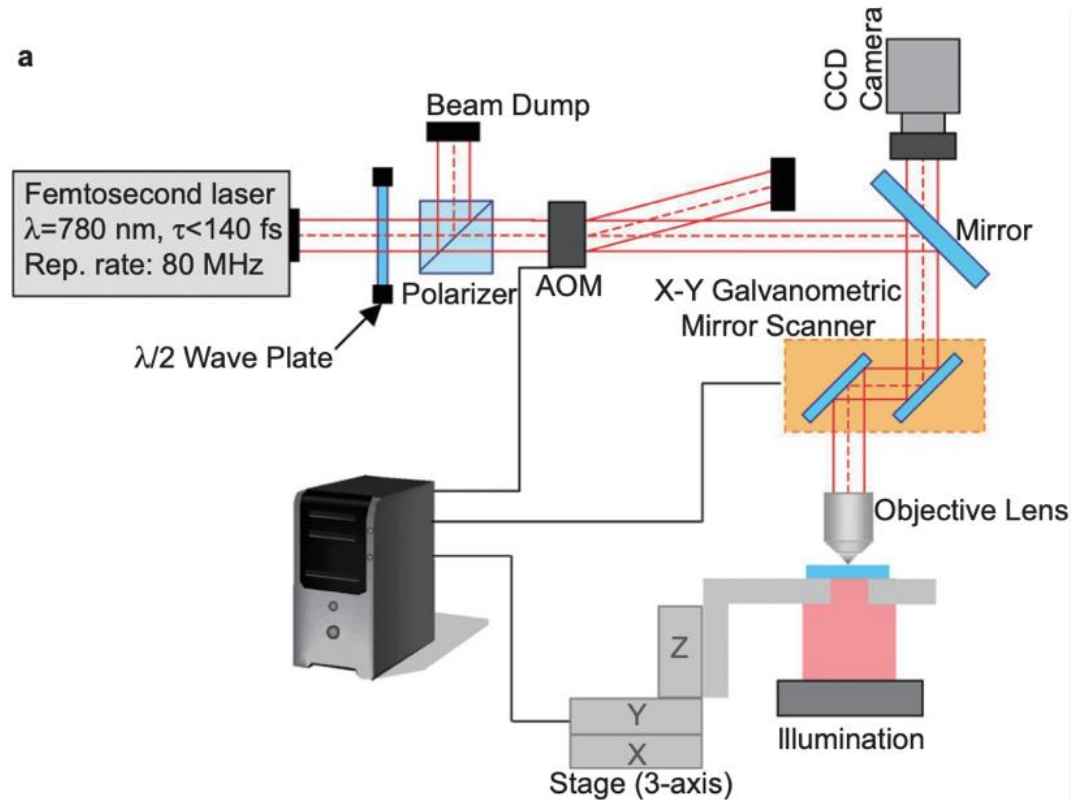 a
Beam Dump
CCD
Camera
Femtosecond laser
λ=780 nm, τ<140 fs
Rep. rate: 80 MHz
Mirror
Polarizer
AOM
X-Y Galvanometric
Mirror Scanner
λ/2 Wave Plate
Objective Lens
Z
Y
X
Illumination
Stage (3-axis)